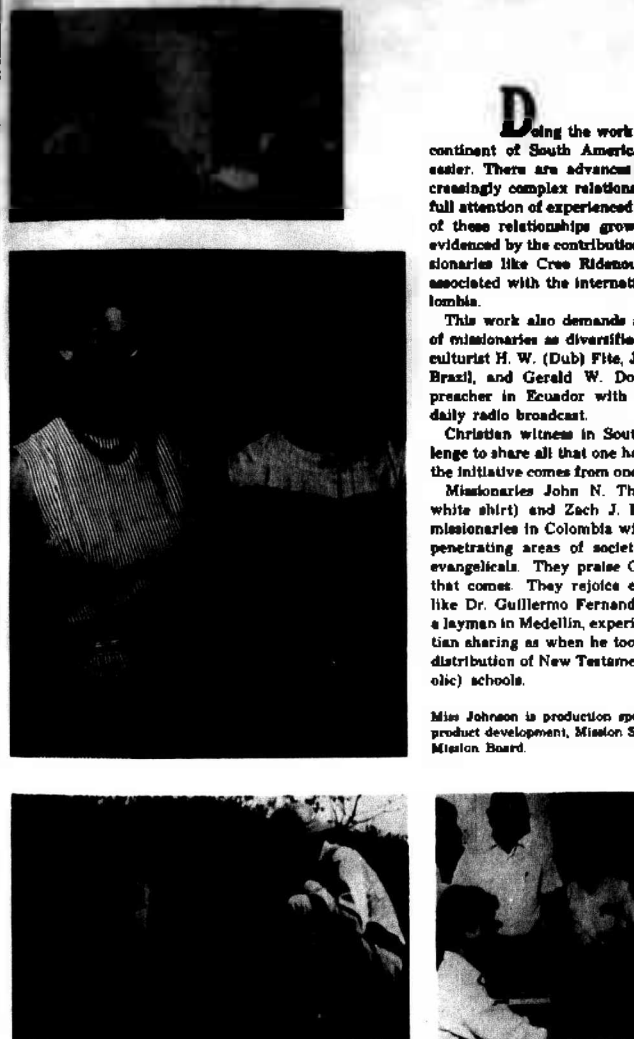 Doing the work
continent of South Americ
easier. There are advances
creasingly complex relations
full attention of experienced
of these relationships grow
evidenced by the contribution
sionaries like Cree Ridenou
associated with the internati
lombia.
This work also demands a
of missionaries as diversifie
culturist H. W. (Dub) Fite, J
Brazil, and Gerald W. Do
preacher in Ecuador with
daily radio broadcast.
Christian witness in Sout
lenge to share all that one ha
the initiative comes from one
Missionaries John N. Th
white shirt) and Zach J. 
missionaries in Colombia wi
penetrating areas of societ
evangelicals. They praise G
that comes. They rejoice e
like Dr. Guillermo Fernand
a layman in Medellin, experi
tian sharing as when he too
distribution of New Testame
olic) schools.
Miss Johnson is production spe
product development, Mission S
Mission Board.